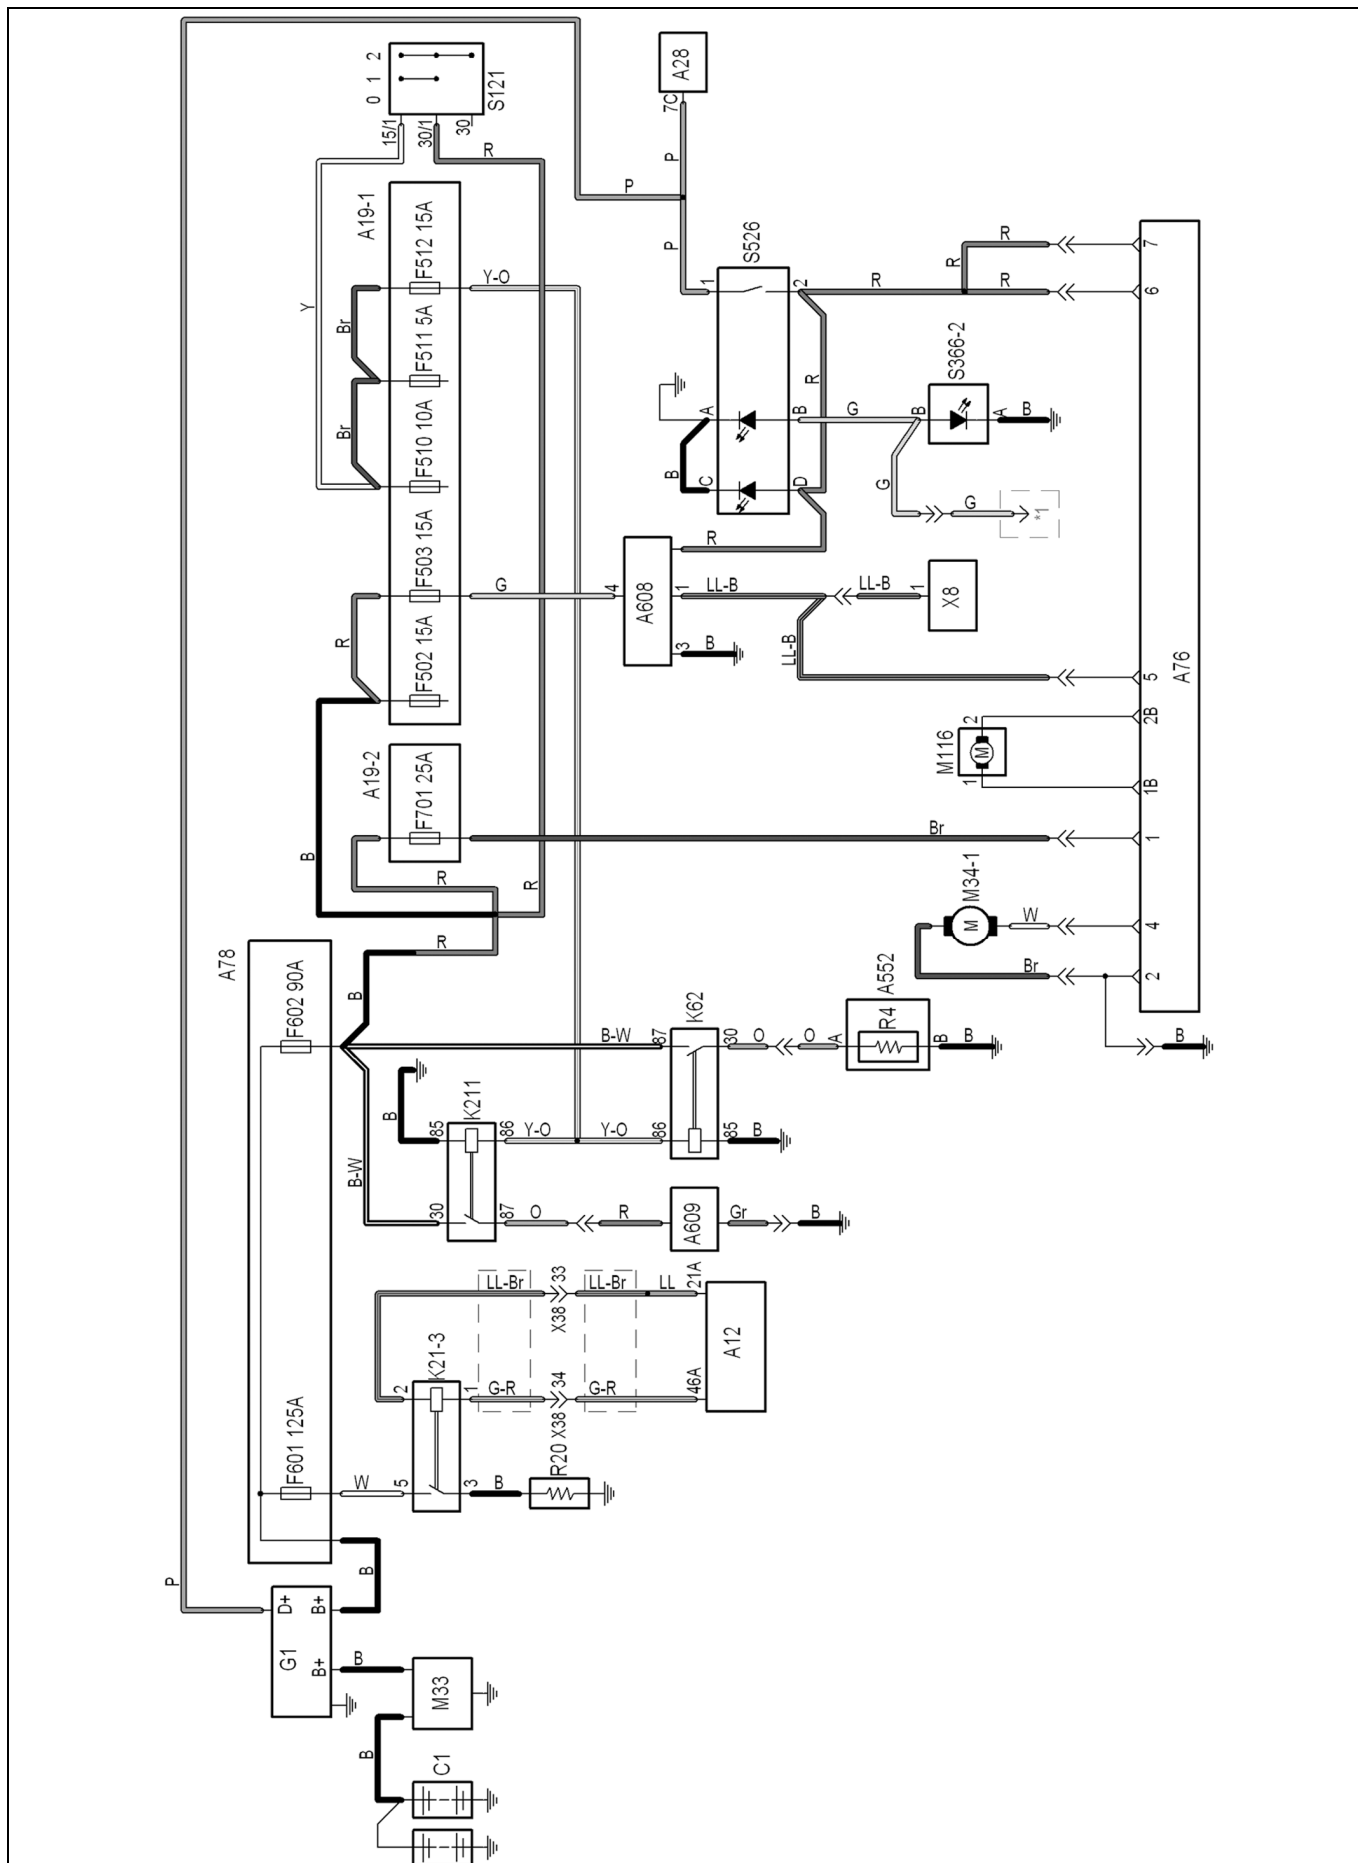 A28
7C
P
P
P
0 1 2
S121
15/1
30/1
30
R
A19-1
F502 15A
F503 15A
F510 10A
F511 5A
F512 15A
Y
Br
Br
Y-O
R
G
S526
1
2
A
B
C
D
B
R
R
R
R
R
7
6
G
G
G
*1
S366-2
B
A
B
A608
4
1
3
R
B
LL-B
LL-B
LL-B
1
X8
5
A76
A19-2
F701 25A
B
R
R
R
Br
M116
M
1
2
2B
1B
1
M34-1
M
W
4
Br
2
B
A78
F602 90A
F601 125A
B
B-W
B-W
K62
87
30
86
85
O
O
B
A552
R4
A
B
B
K211
85
86
30
87
B
Y-O
Y-O
O
R
A609
Gr
B
K21-3
2
1
5
3
LL-Br
X38
33
LL-Br
LL
21A
G-R
X38
34
G-R
46A
A12
W
B
R20
P
G1
D+
B+
B+
B
B
M33
B
C1